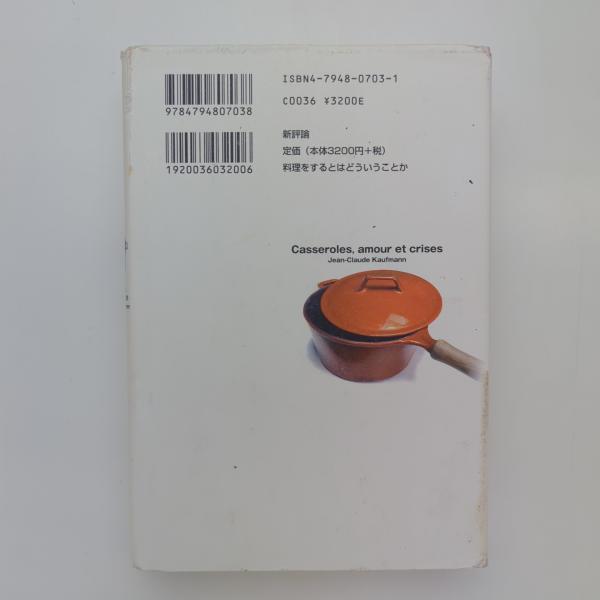 ISBN4-7948-0703-1
C0036 ¥3200E
9784794807038
新評論
定価（本体3200円＋税）
1920036032006
料理をするとはどういうことか
Casseroles, amour et crises
Jean-Claude Kaufmann